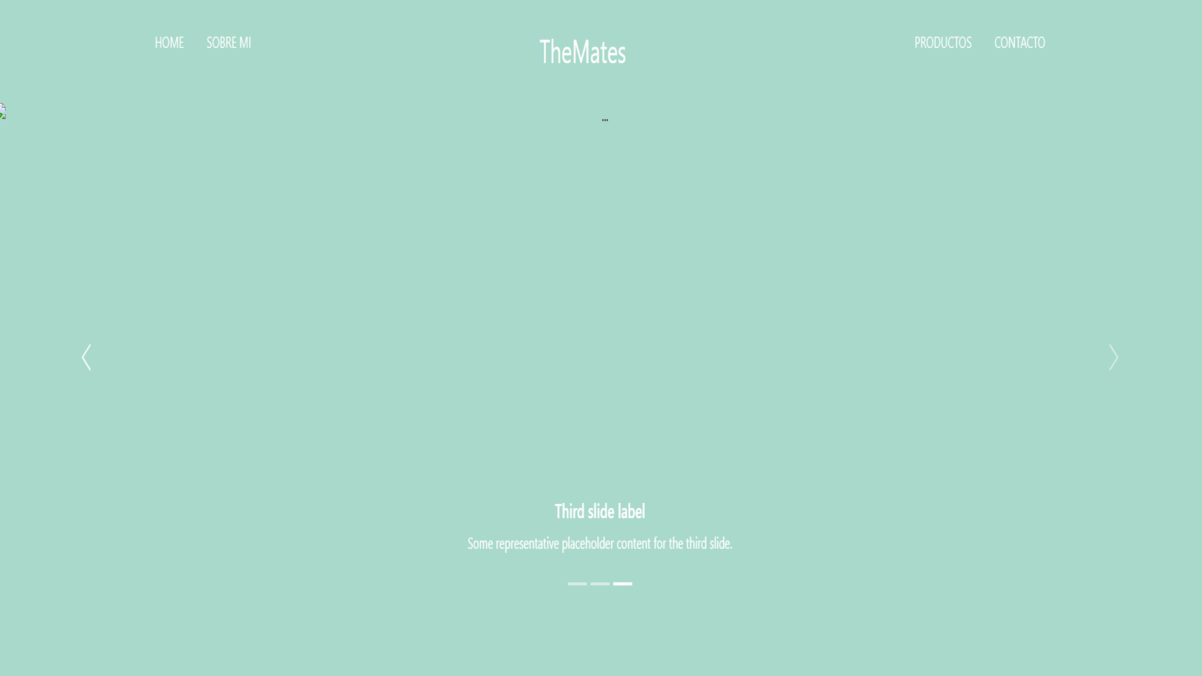 HOME SOBRE MI TheMates PRODUCTOS CONTACTO
...
Third slide label
Some representative placeholder content for the third slide.